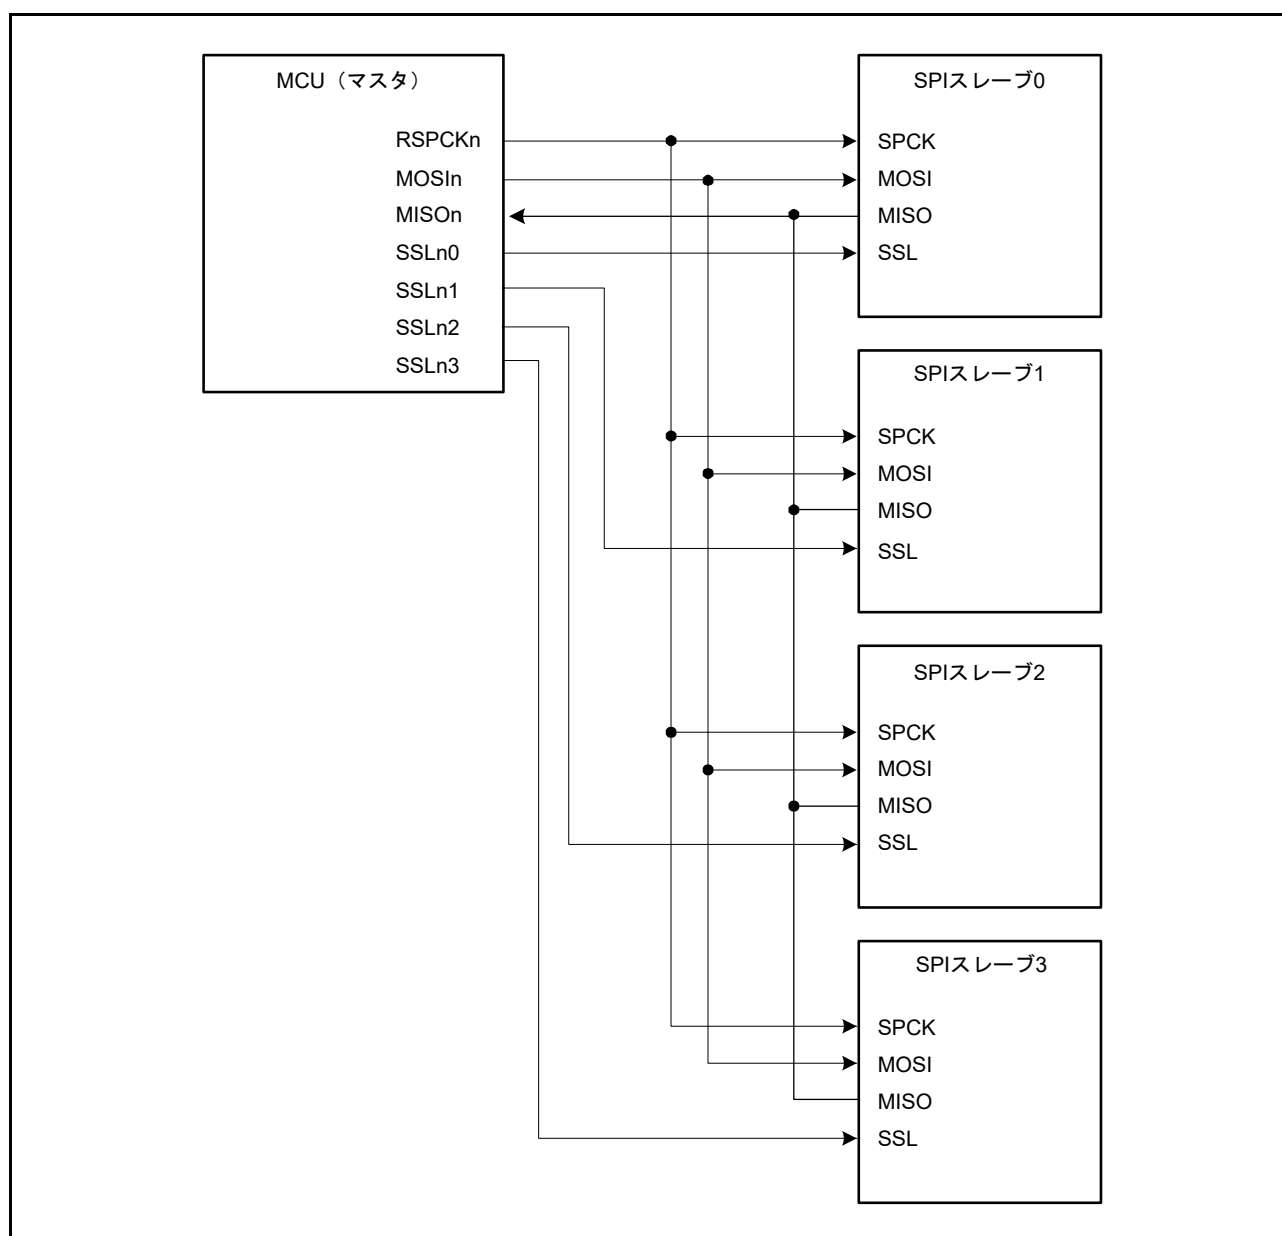 MCU（マスタ）
RSPCKn
MOSIn
MISOn
SSLn0
SSLn1
SSLn2
SSLn3
SPIスレーブ0
SPCK
MOSI
MISO
SSL
SPIスレーブ1
SPCK
MOSI
MISO
SSL
SPIスレーブ2
SPCK
MOSI
MISO
SSL
SPIスレーブ3
SPCK
MOSI
MISO
SSL